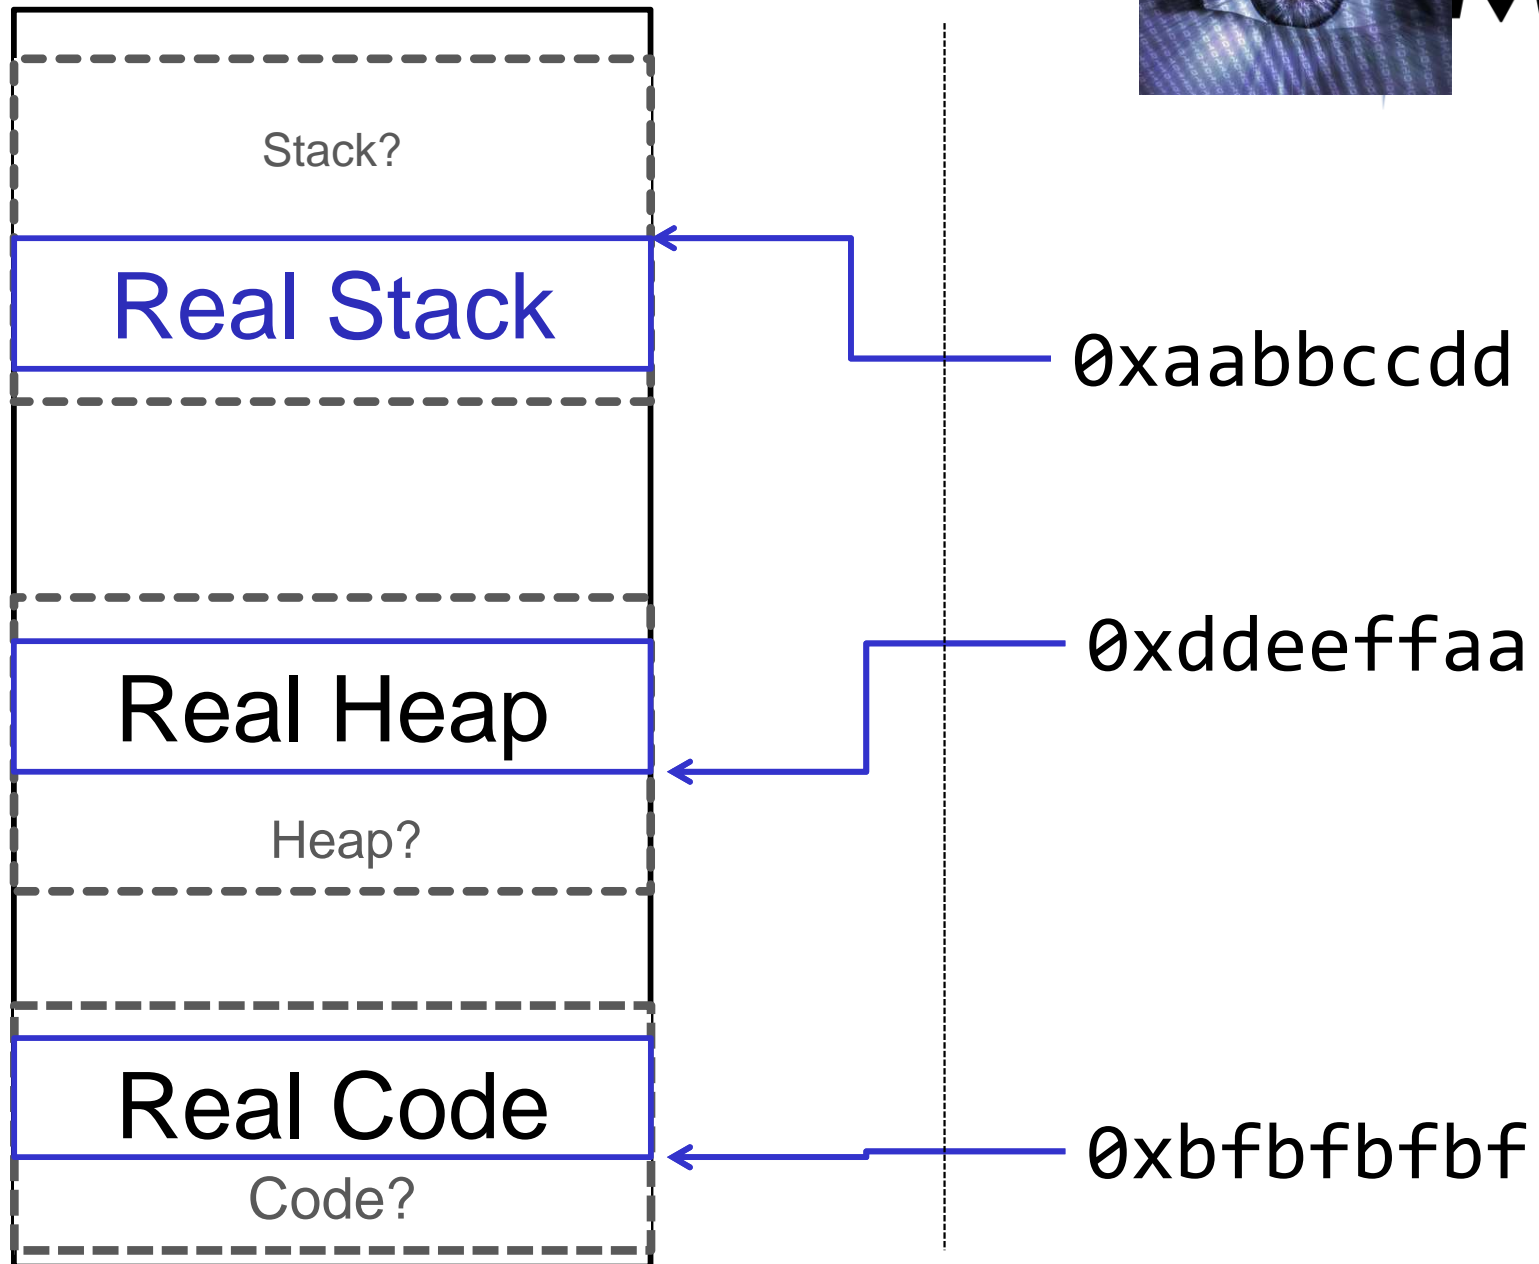 Stack?
Real Stack
0xaabbccdd
0xddeeffaa
Real Heap
Heap?
Real Code
0xbfbfbfbf
Code?